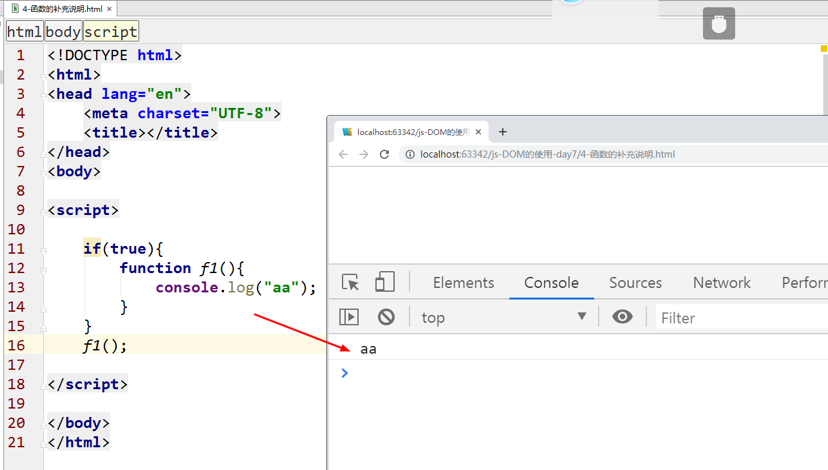 4-函数的补充说明.html
html body script
1 <!DOCTYPE html>
2 <html>
3 <head lang="en">
4 <meta charset="UTF-8">
5 <title></title>
6 </head>
7 <body>
8
9 <script>
10
11 if(true){
12 function f1(){
13 console.log("aa");
14 }
15 }
16 f1();
17
18 </script>
19
20 </body>
21 </html>
localhost:63342/js-DOM的使用
localhost:63342/js-DOM的使用-day7/4-函数的补充说明.html
Elements Console Sources Network Perform
top Filter
aa